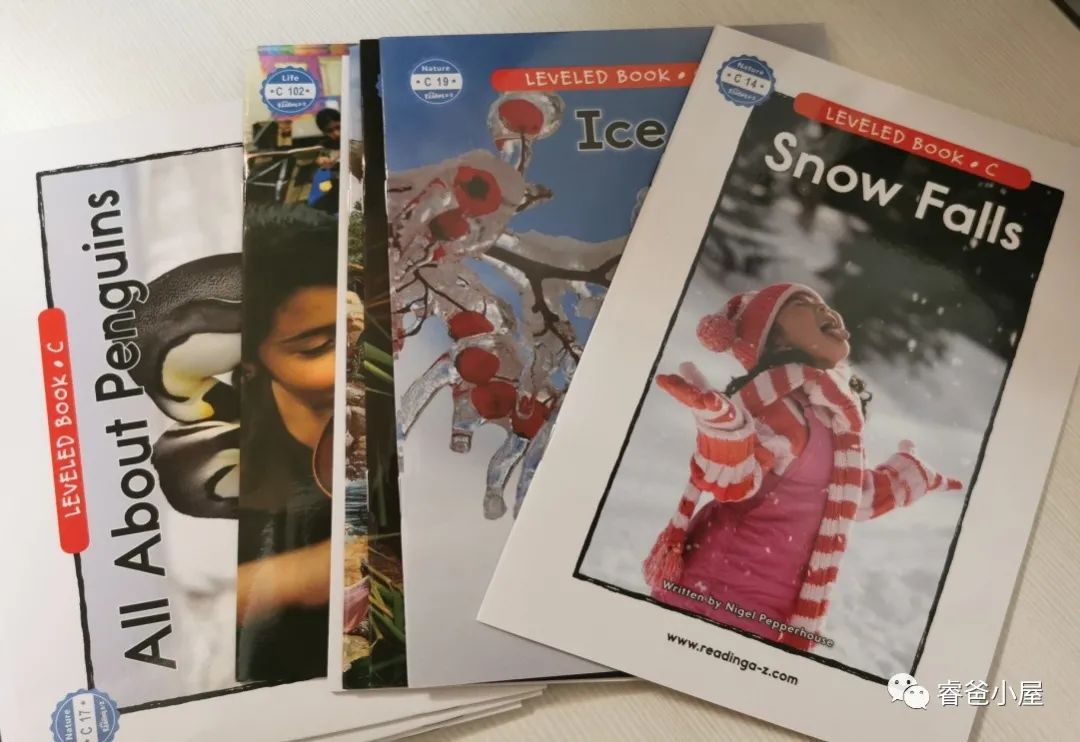 LEVELED BOOK • C
All About Penguins
Nature
C 17
Life
C 102
Nature
C 19
LEVELED BOOK •
Ice
Nature
C 14
LEVELED BOOK • C
Snow Falls
Written by Nigel Pepperhouse
www.readinga-z.com
睿爸小屋